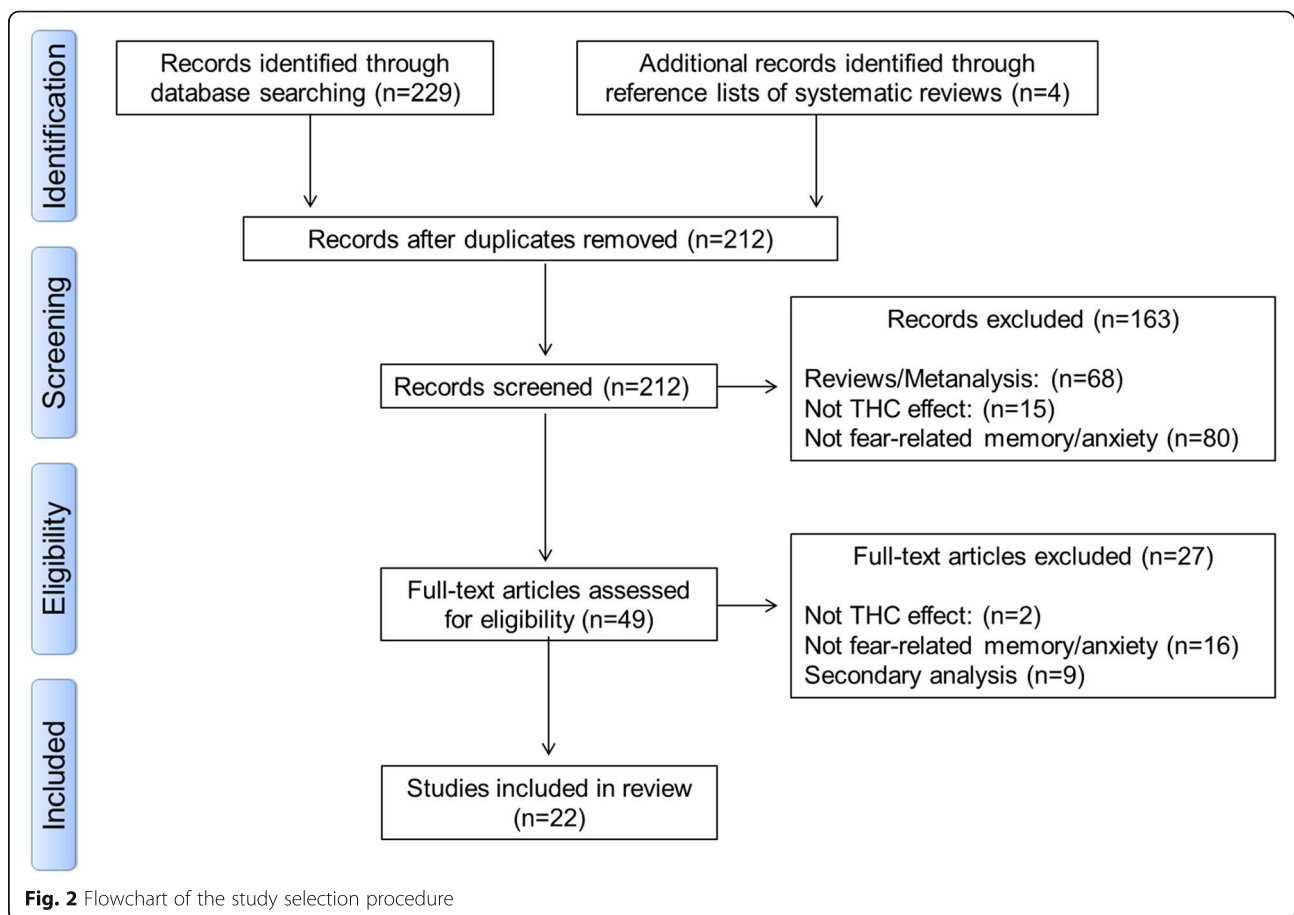 Identification
Records identified through
database searching (n=229)
Additional records identified through
reference lists of systematic reviews (n=4)
Records after duplicates removed (n=212)
Screening
Records screened (n=212)
Records excluded (n=163)
Reviews/Metanalysis: (n=68)
Not THC effect: (n=15)
Not fear-related memory/anxiety (n=80)
Eligibility
Full-text articles assessed
for eligibility (n=49)
Full-text articles excluded (n=27)
Not THC effect: (n=2)
Not fear-related memory/anxiety (n=16)
Secondary analysis (n=9)
Included
Studies included in review
(n=22)
Fig. 2 Flowchart of the study selection procedure